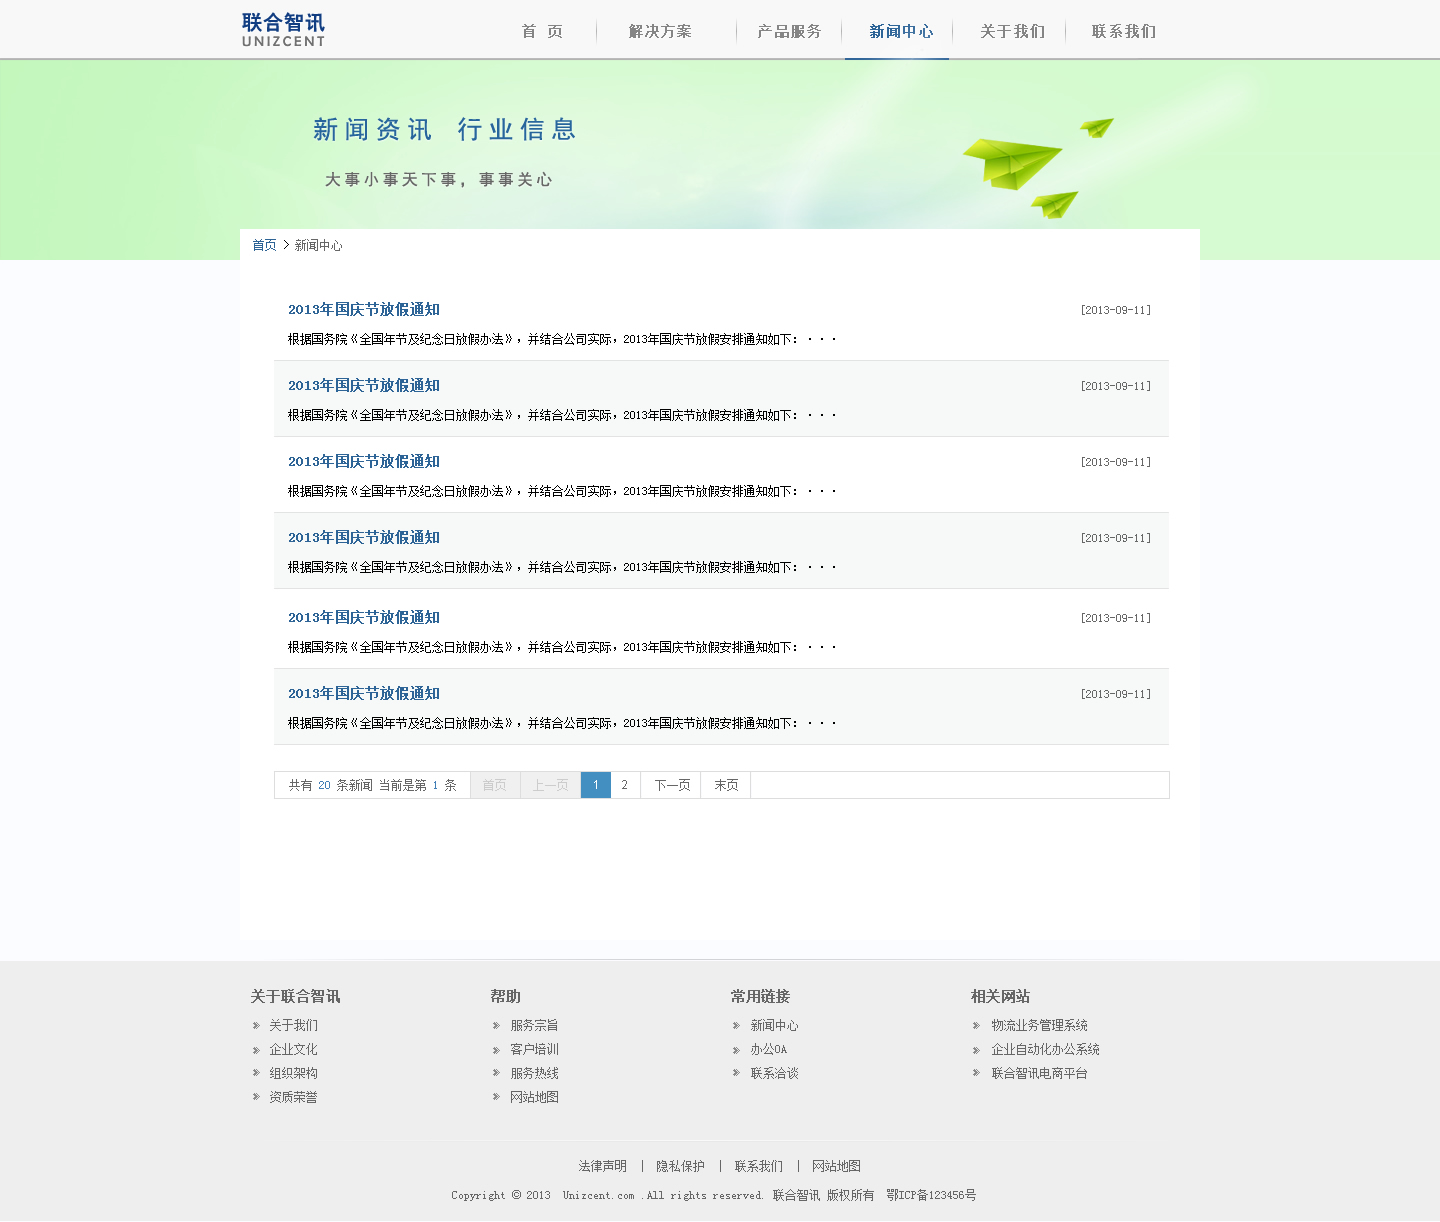 联合智讯
UNIZCENT
首 页 解决方案 产品服务 新闻中心 关于我们 联系我们
新闻资讯 行业信息
大事小事天下事，事事关心
首页 > 新闻中心
2013年国庆节放假通知 [2013-09-11]
根据国务院《全国年节及纪念日放假办法》，并结合公司实际，2013年国庆节放假安排通知如下：···
2013年国庆节放假通知 [2013-09-11]
根据国务院《全国年节及纪念日放假办法》，并结合公司实际，2013年国庆节放假安排通知如下：···
2013年国庆节放假通知 [2013-09-11]
根据国务院《全国年节及纪念日放假办法》，并结合公司实际，2013年国庆节放假安排通知如下：···
2013年国庆节放假通知 [2013-09-11]
根据国务院《全国年节及纪念日放假办法》，并结合公司实际，2013年国庆节放假安排通知如下：···
2013年国庆节放假通知 [2013-09-11]
根据国务院《全国年节及纪念日放假办法》，并结合公司实际，2013年国庆节放假安排通知如下：···
2013年国庆节放假通知 [2013-09-11]
根据国务院《全国年节及纪念日放假办法》，并结合公司实际，2013年国庆节放假安排通知如下：···
共有 20 条新闻 当前是第 1 条 首页 上一页 1 2 下一页 末页
关于联合智讯
关于我们
企业文化
组织架构
资质荣誉
帮助
服务宗旨
客户培训
服务热线
网站地图
常用链接
新闻中心
办公OA
联系洽谈
相关网站
物流业务管理系统
企业自动化办公系统
联合智讯电商平台
法律声明 | 隐私保护 | 联系我们 | 网站地图
Copyright © 2013 Unizcent.com .All rights reserved. 联合智讯 版权所有 鄂ICP备123456号